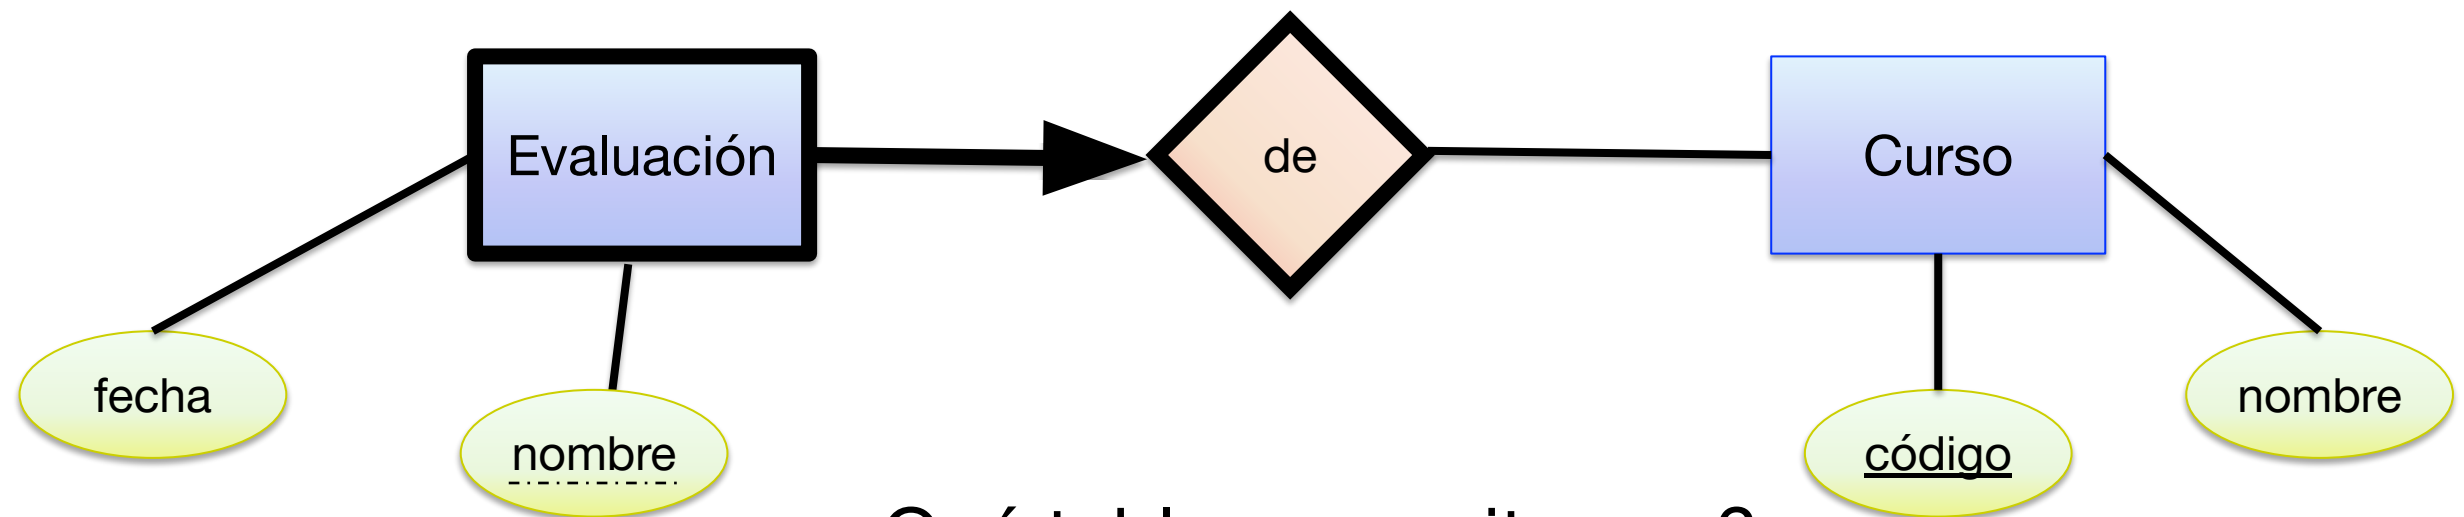 Evaluación
de
Curso
fecha
nombre
nombre
código